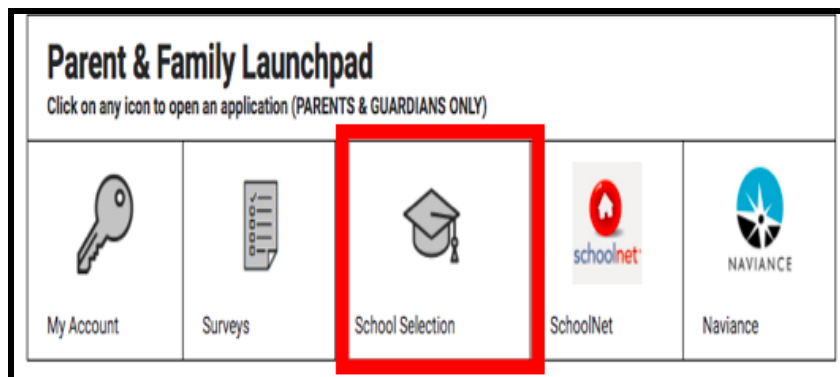 Parent & Family Launchpad
Click on any icon to open an application (PARENTS & GUARDIANS ONLY)
schoolnet
NAVIANCE
My Account
Surveys
School Selection
SchoolNet
Naviance